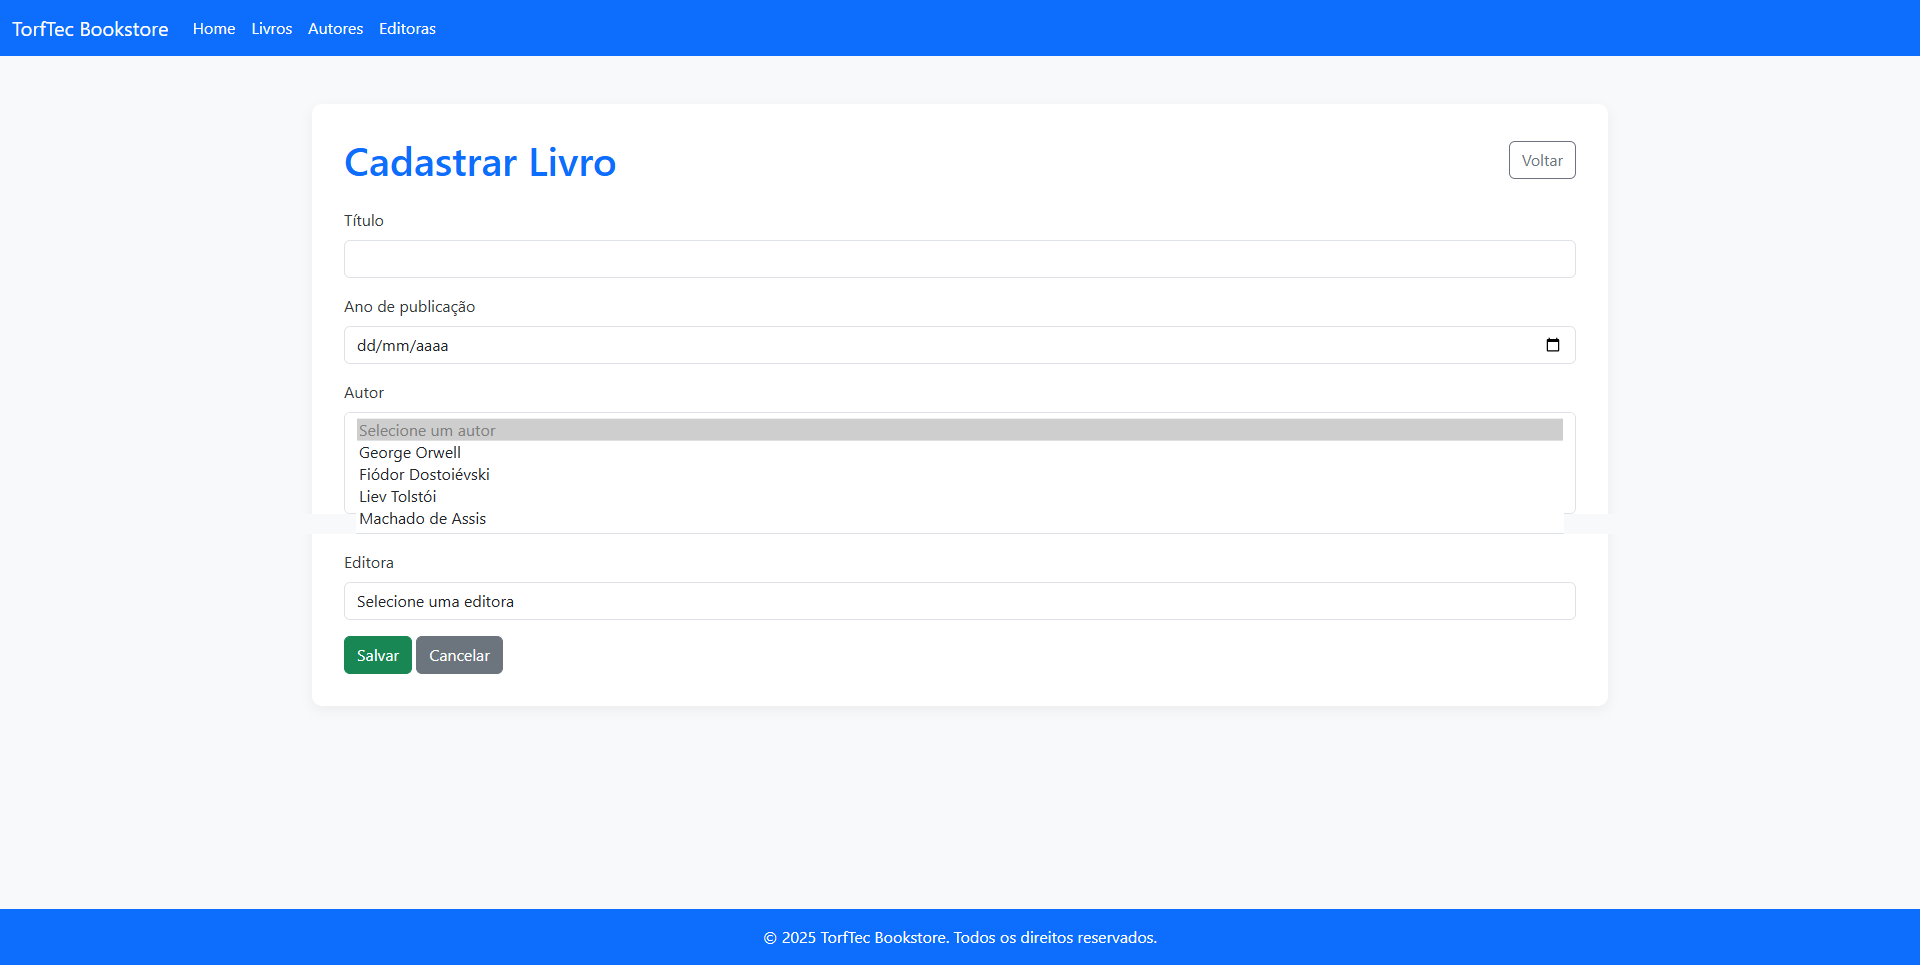 TorfTec Bookstore Home Livros Autores Editoras
Cadastrar Livro
Voltar
Título
Ano de publicação
dd/mm/aaaa
Autor
Selecione um autor
George Orwell
Fiódor Dostoiévski
Liev Tolstói
Machado de Assis
Editora
Selecione uma editora
Salvar Cancelar
© 2025 TorfTec Bookstore. Todos os direitos reservados.